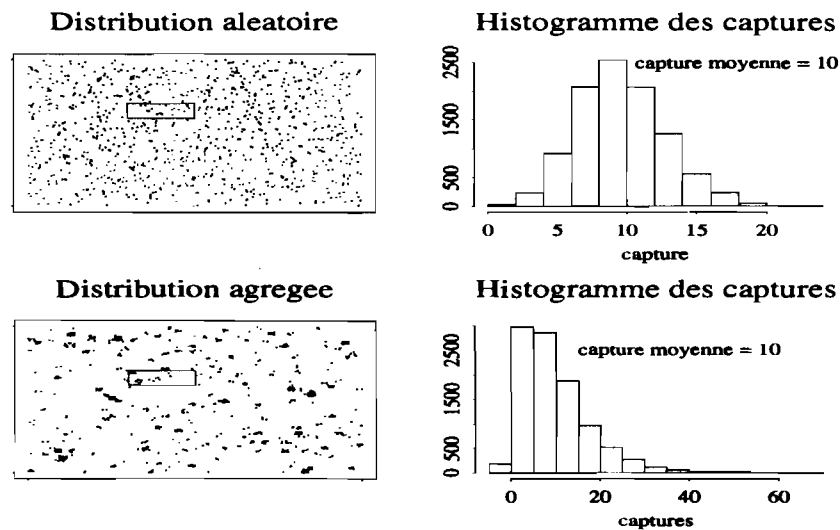 Distribution aleatoire
Histogramme des captures
capture moyenne = 10
2500
1500
500
0
0 5 10 15 20
capture
Distribution agregee
Histogramme des captures
capture moyenne = 10
2500
1500
500
0
0 20 40 60
captures